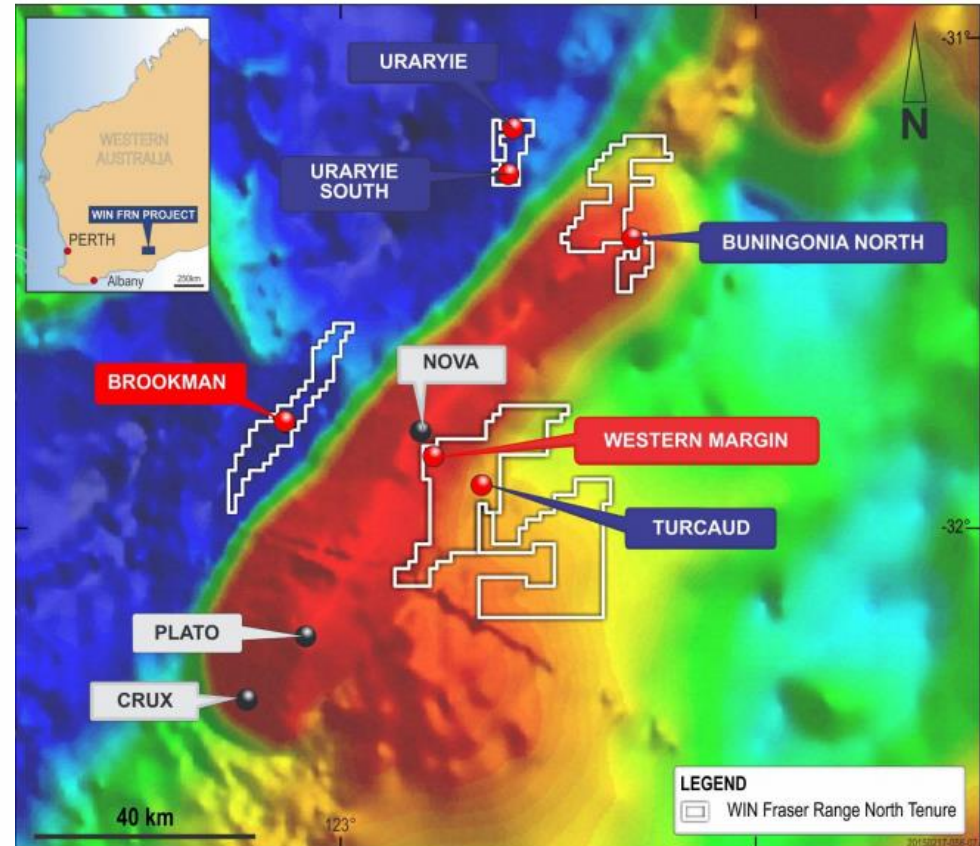 WESTERN
AUSTRALIA
WIN FRN PROJECT
PERTH
Albany
250km
URARYIE
URARYIE
SOUTH
-31°
N
BUNINGONIA NORTH
BROOKMAN
NOVA
WESTERN MARGIN
TURCAUD
-32°
PLATO
CRUX
40 km
123°
LEGEND
WIN Fraser Range North Tenure